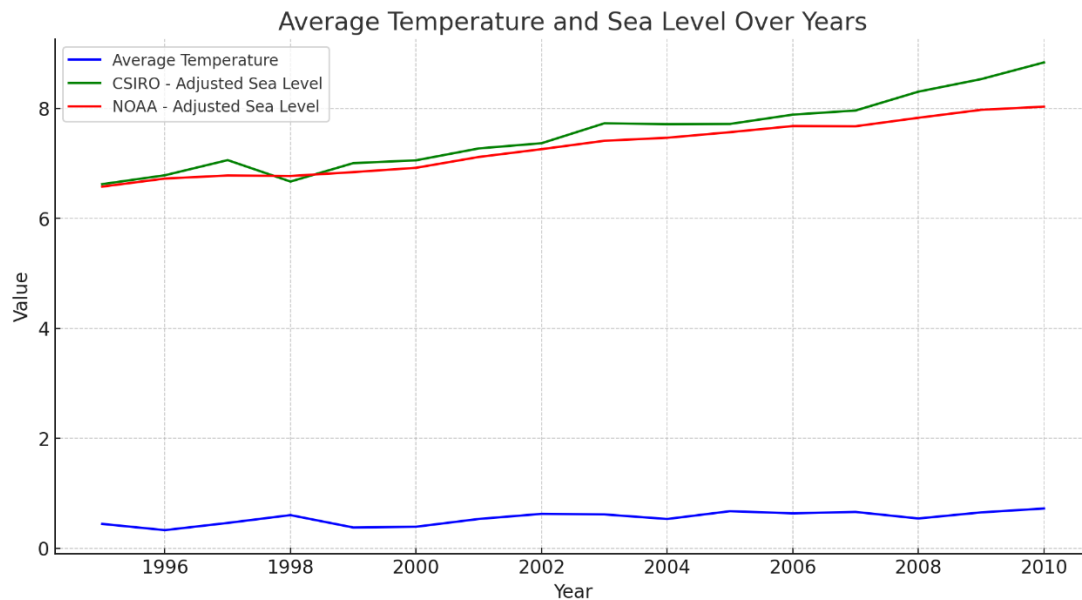 Average Temperature and Sea Level Over Years
Average Temperature
CSIRO - Adjusted Sea Level
NOAA - Adjusted Sea Level
8
6
4
2
0
Value
1996 1998 2000 2002 2004 2006 2008 2010
Year